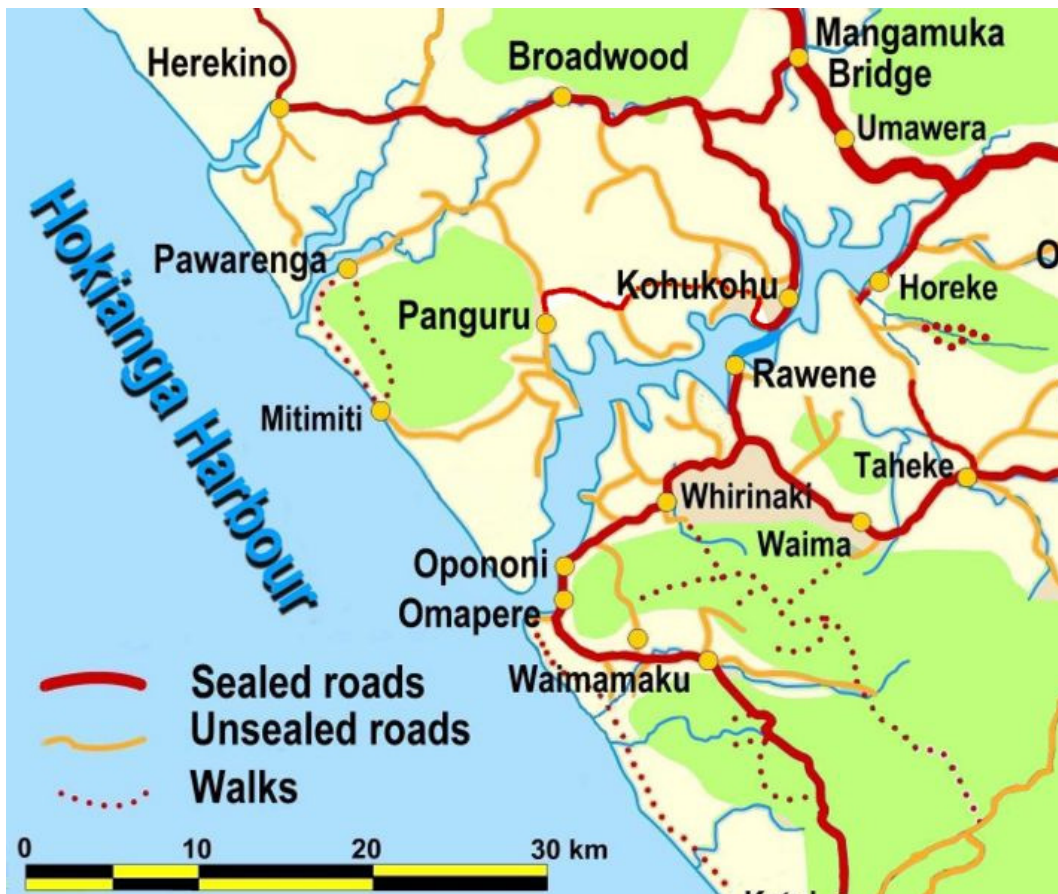 Herekino
Broadwood
Mangamuka
Bridge
Umawera
Hokianga Harbour
Pawarenga
Panguru
Kohukohu
Horeke
O
Rawene
Mitimiti
Taheke
Whirinaki
Waima
Opononi
Omapere
Waimamaku
Sealed roads
Unsealed roads
Walks
0 10 20 30 km